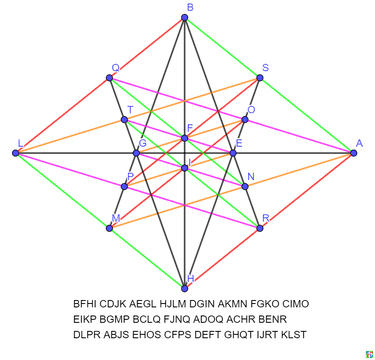 B
Q S
T O
F
L G E A
I
P N
M R
H
BFHI CDJK AEGL HJLM DGIN AKMN FGKO CIMO
EIKP BGMP BCLQ FJNQ ADOQ ACHR BENR
DLPR ABJS EHOS CFPS DEFT GHQT IJRT KLST